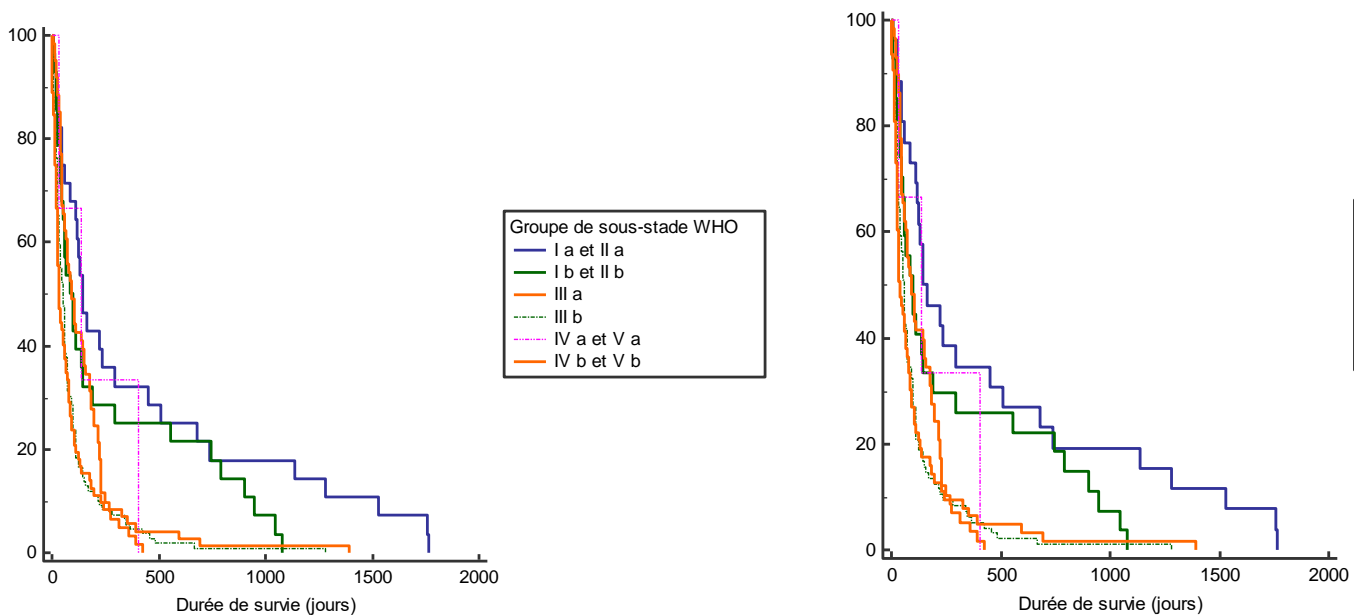 100
80
60
40
20
0
0 500 1000 1500 2000
Durée de survie (jours)
Groupe de sous-stade WHO
I a et II a
I b et II b
III a
III b
IV a et V a
IV b et V b
100
80
60
40
20
0
0 500 1000 1500 2000
Durée de survie (jours)